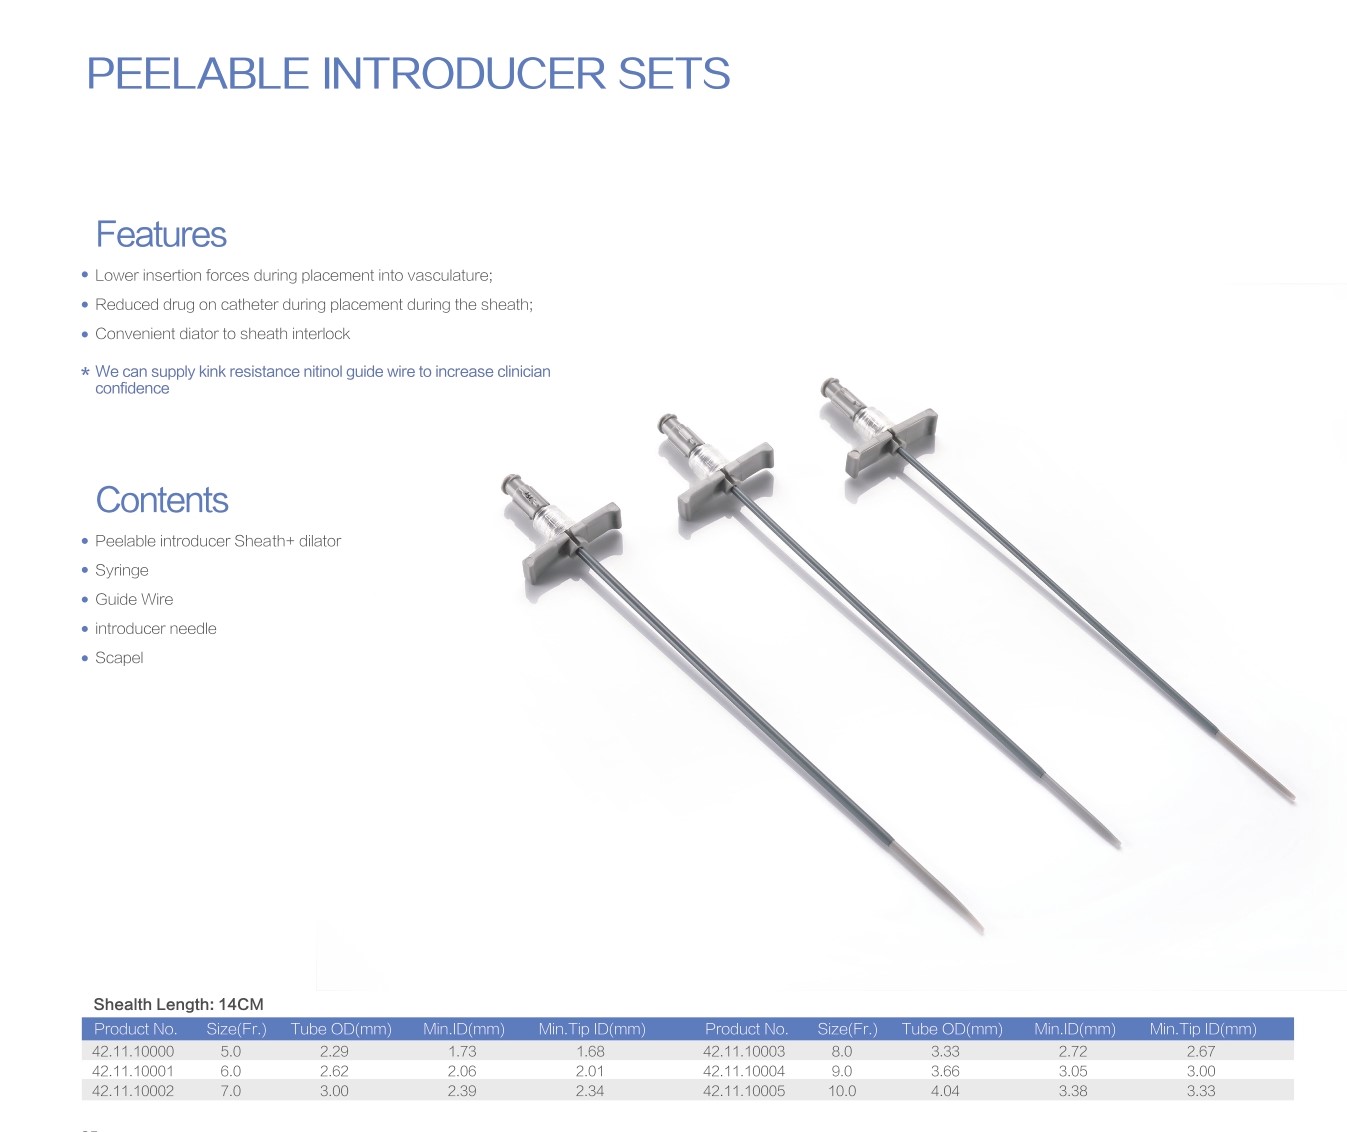 PEELABLE INTRODUCER SETS
Features
• Lower insertion forces during placement into vasculature;
• Reduced drug on catheter during placement during the sheath;
• Convenient diator to sheath interlock
* We can supply kink resistance nitinol guide wire to increase clinician
confidence
Contents
• Peelable introducer Sheath+ dilator
• Syringe
• Guide Wire
• introducer needle
• Scapel
Shealth Length: 14CM
Product No. Size(Fr.) Tube OD(mm) Min.ID(mm) Min.Tip ID(mm) Product No. Size(Fr.) Tube OD(mm) Min.ID(mm) Min.Tip ID(mm)
42.11.10000 5.0 2.29 1.73 1.68 42.11.10003 8.0 3.33 2.72 2.67
42.11.10001 6.0 2.62 2.06 2.01 42.11.10004 9.0 3.66 3.05 3.00
42.11.10002 7.0 3.00 2.39 2.34 42.11.10005 10.0 4.04 3.38 3.33